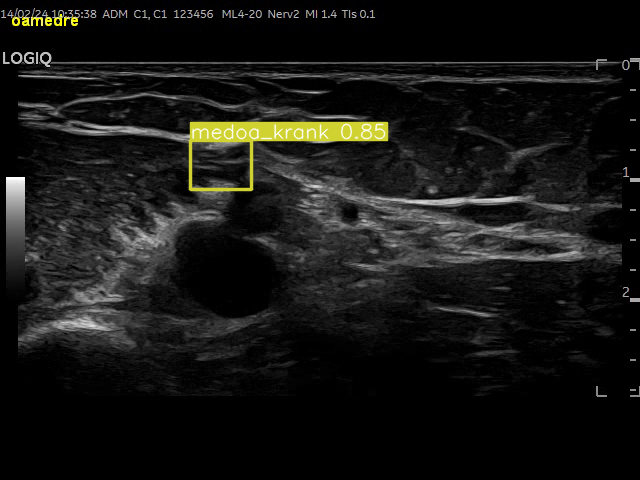 14/02/24 10:35:38 ADM C1, C1 123456 ML4-20 Nerv2 MI 1.4 TIs 0.1
oamedre
LOGIQ
0
medoa_krank 0.85
1
2